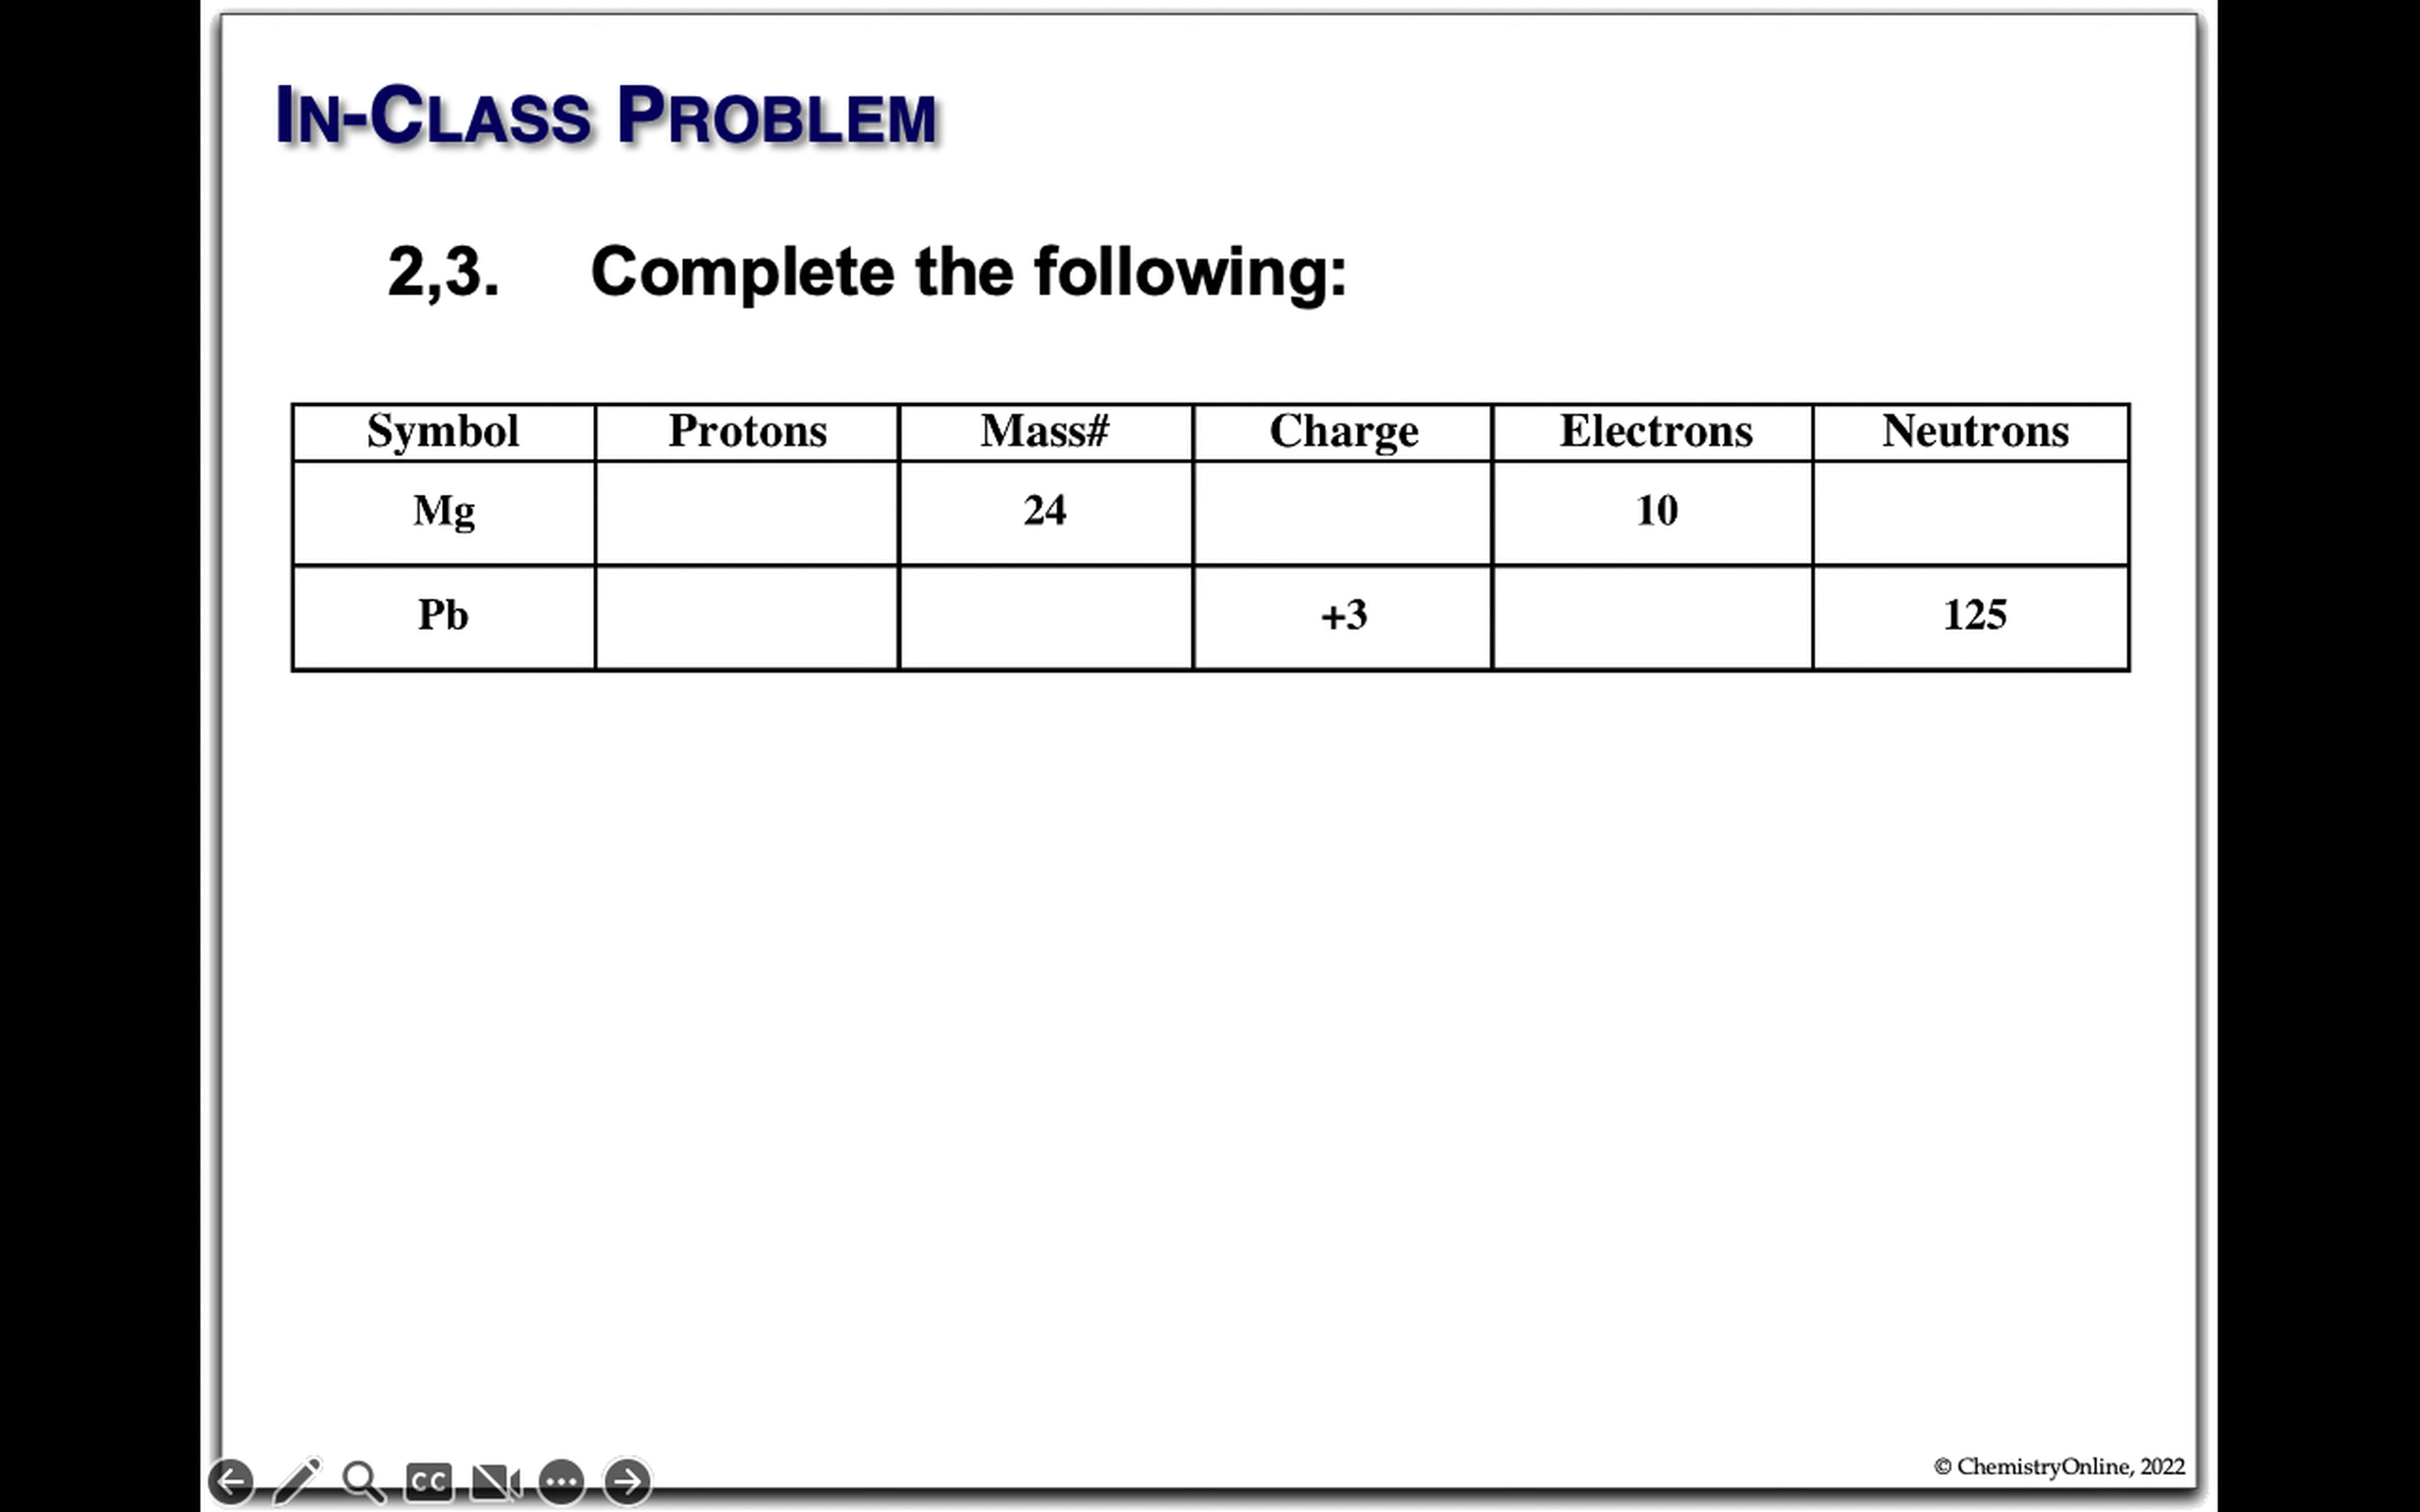 IN-CLASS PROBLEM
2,3. Complete the following:
Symbol Protons Mass# Charge Electrons Neutrons
Mg 24 10
Pb +3 125
© ChemistryOnline, 2022
CC